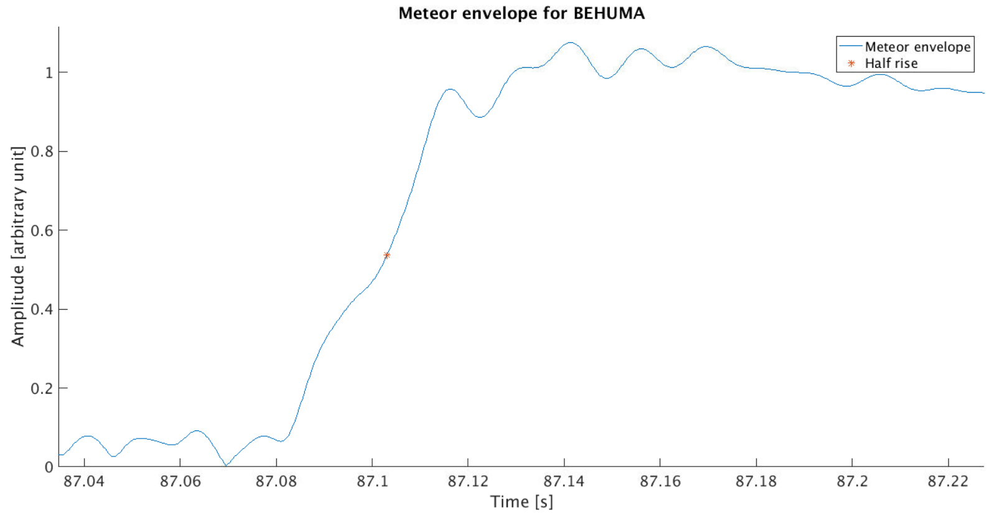 Meteor envelope for BEHUMA
Meteor envelope
Half rise
Amplitude [arbitrary unit]
1
0.8
0.6
0.4
0.2
0
87.04 87.06 87.08 87.1 87.12 87.14 87.16 87.18 87.2 87.22
Time [s]